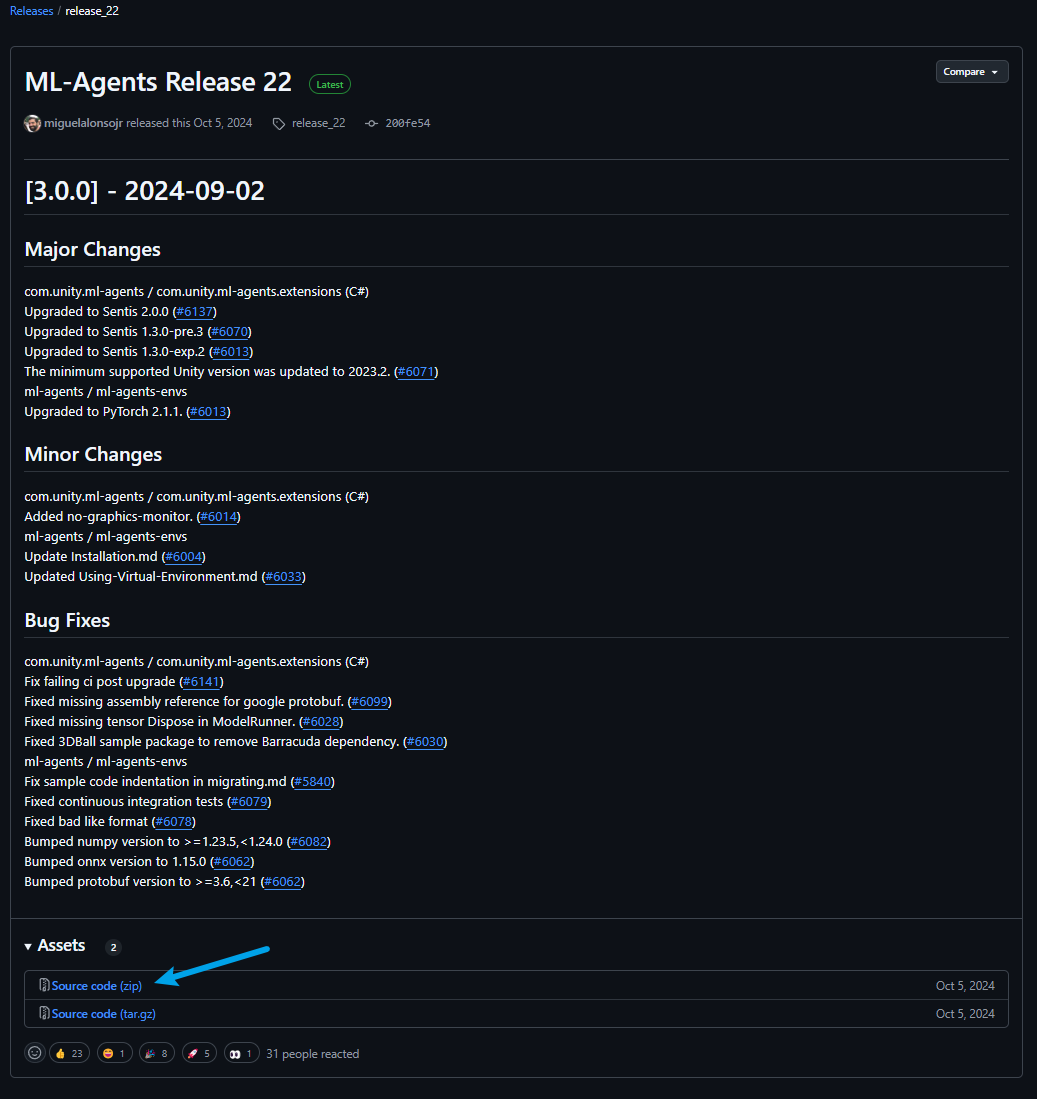 Releases / release_22
ML-Agents Release 22 Latest
Compare
miguelalonsojr released this Oct 5, 2024 release_22 200fe54
[3.0.0] - 2024-09-02
Major Changes
com.unity.ml-agents / com.unity.ml-agents.extensions (C#)
Upgraded to Sentis 2.0.0 (#6137)
Upgraded to Sentis 1.3.0-pre.3 (#6070)
Upgraded to Sentis 1.3.0-exp.2 (#6013)
The minimum supported Unity version was updated to 2023.2. (#6071)
ml-agents / ml-agents-envs
Upgraded to PyTorch 2.1.1. (#6013)
Minor Changes
com.unity.ml-agents / com.unity.ml-agents.extensions (C#)
Added no-graphics-monitor. (#6014)
ml-agents / ml-agents-envs
Update Installation.md (#6004)
Updated Using-Virtual-Environment.md (#6033)
Bug Fixes
com.unity.ml-agents / com.unity.ml-agents.extensions (C#)
Fix failing ci post upgrade (#6141)
Fixed missing assembly reference for google protobuf. (#6099)
Fixed missing tensor Dispose in ModelRunner. (#6028)
Fixed 3DBall sample package to remove Barracuda dependency. (#6030)
ml-agents / ml-agents-envs
Fix sample code indentation in migrating.md (#5840)
Fixed continuous integration tests (#6079)
Fixed bad like format (#6078)
Bumped numpy version to >=1.23.5,<1.24.0 (#6082)
Bumped onnx version to 1.15.0 (#6062)
Bumped protobuf version to >=3.6,<21 (#6062)
Assets 2
Source code (zip) Oct 5, 2024
Source code (tar.gz) Oct 5, 2024
👍 23 😄 1 🎉 8 🚀 5 👀 1 31 people reacted